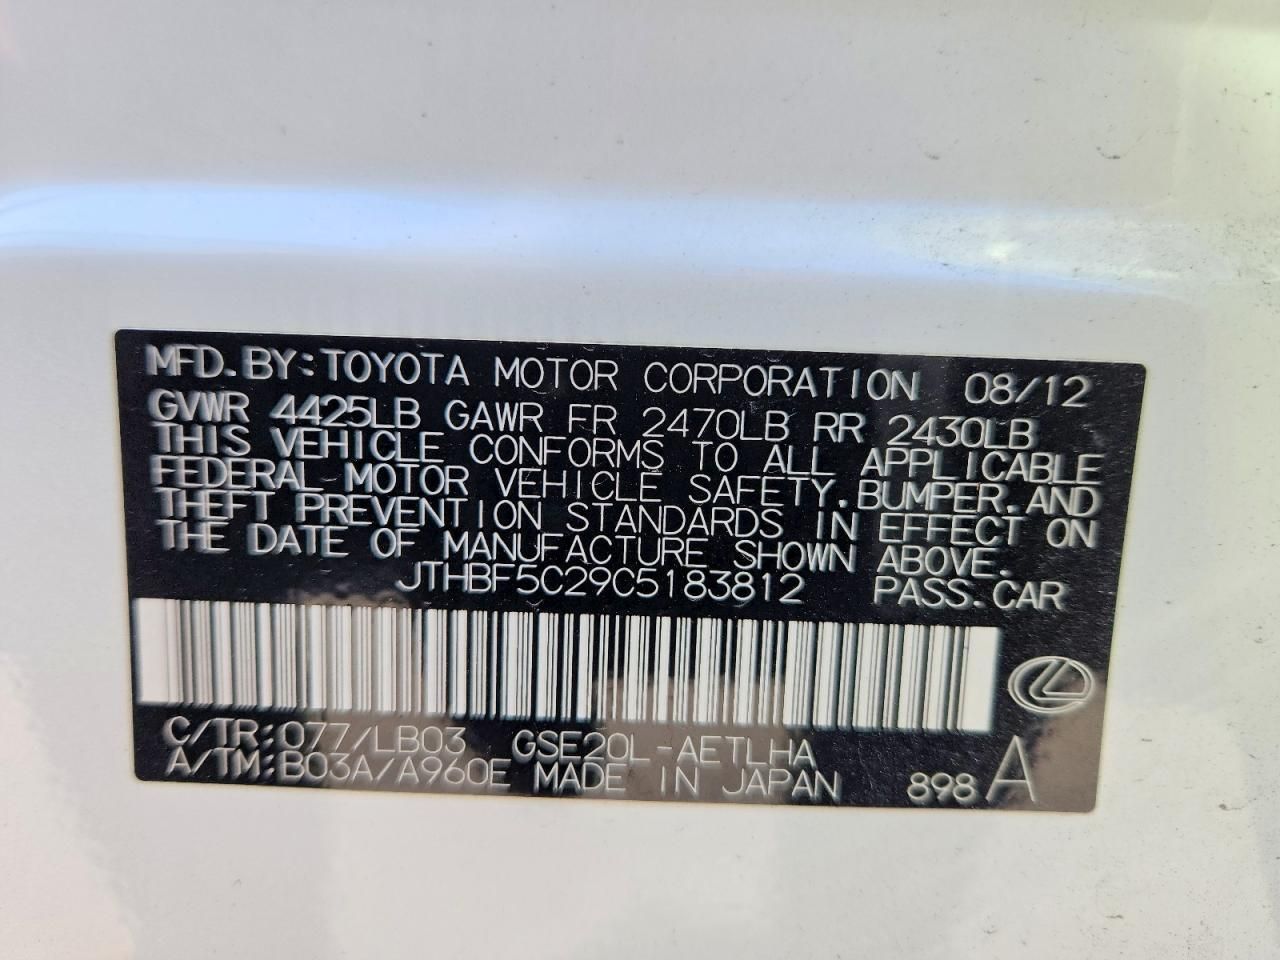 MFD.BY:TOYOTA MOTOR CORPORATION 08/12
GVWR 4425LB GAWR FR 2470LB RR 2430LB
THIS VEHICLE CONFORMS TO ALL APPLICABLE
FEDERAL MOTOR VEHICLE SAFETY.BUMPER.AND
THEFT PREVENTION STANDARDS IN EFFECT ON
THE DATE OF MANUFACTURE SHOWN ABOVE.
JTHBF5C29C5183812 PASS.CAR
C/TR:077/LB03 GSE20L-AETLHA
A/TM:B03A/A960E MADE IN JAPAN 898 A